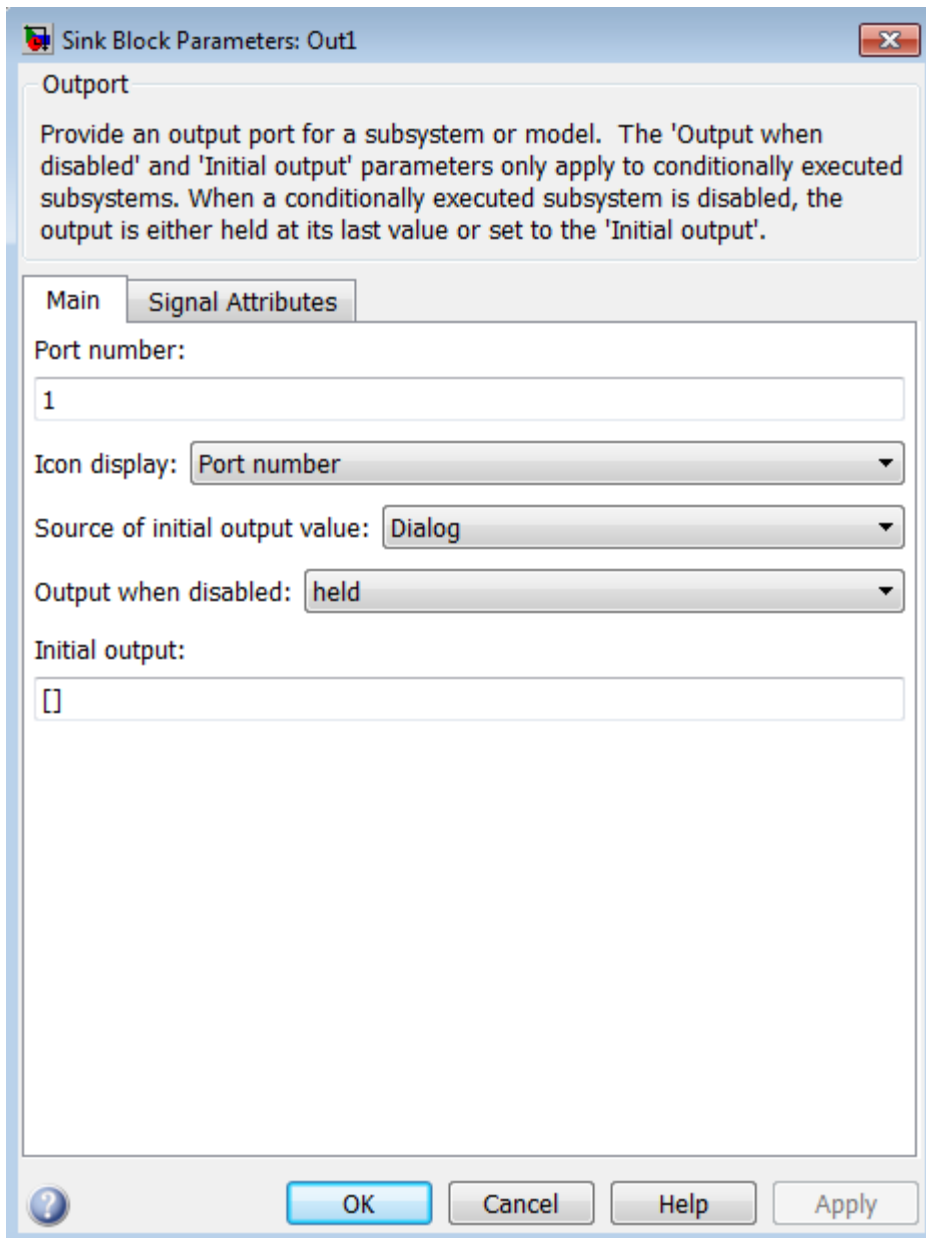 Sink Block Parameters: Out1
Outport
Provide an output port for a subsystem or model.  The 'Output when
disabled' and 'Initial output' parameters only apply to conditionally executed
subsystems. When a conditionally executed subsystem is disabled, the
output is either held at its last value or set to the 'Initial output'.
Main
Signal Attributes
Port number:
1
Icon display: Port number
Source of initial output value: Dialog
Output when disabled: held
Initial output:
[]
?
OK
Cancel
Help
Apply